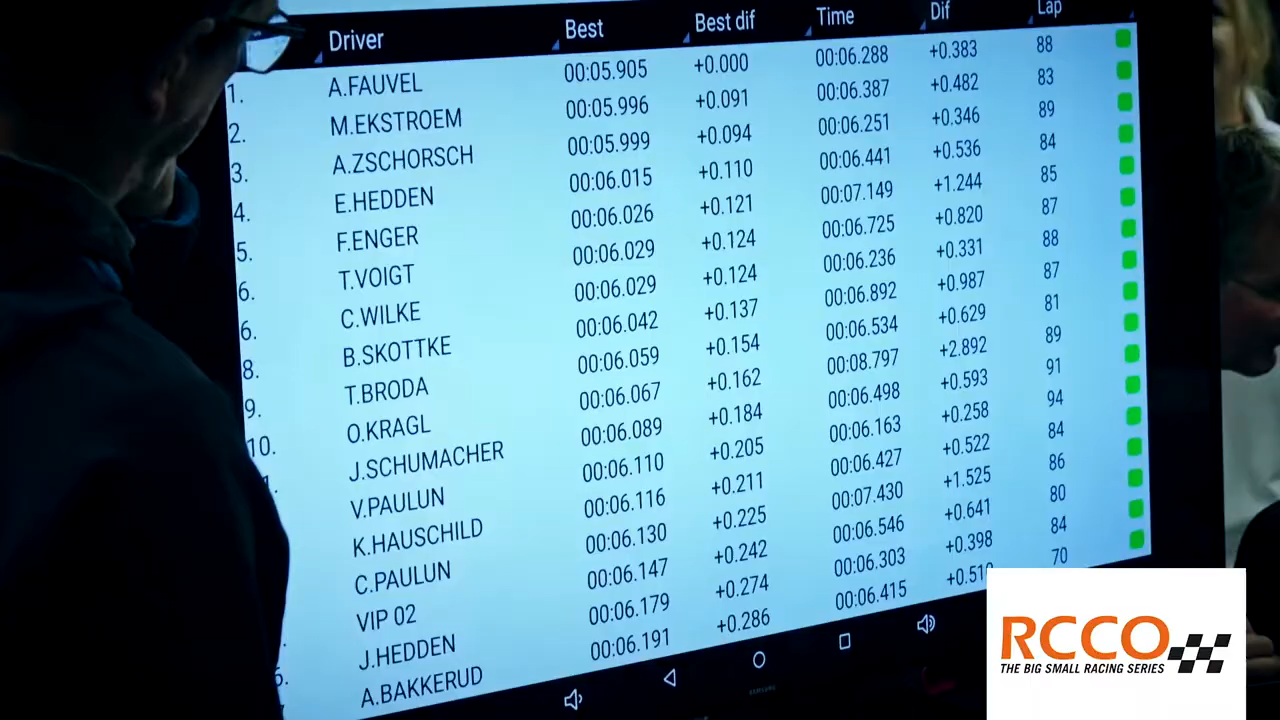 Driver Best Best dif Time Dif Lap
1. A.FAUVEL 00:05.905 +0.000 00:06.288 +0.383 88
2. M.EKSTROEM 00:05.996 +0.091 00:06.387 +0.482 83
3. A.ZSCHORSCH 00:05.999 +0.094 00:06.251 +0.346 89
4. E.HEDDEN 00:06.015 +0.110 00:06.441 +0.536 84
5. F.ENGER 00:06.026 +0.121 00:07.149 +1.244 85
6. T.VOIGT 00:06.029 +0.124 00:06.725 +0.820 87
6. C.WILKE 00:06.029 +0.124 00:06.236 +0.331 88
8. B.SKOTTKE 00:06.042 +0.137 00:06.892 +0.987 87
9. T.BRODA 00:06.059 +0.154 00:06.534 +0.629 81
10. O.KRAGL 00:06.067 +0.162 00:08.797 +2.892 89
J.SCHUMACHER 00:06.089 +0.184 00:06.498 +0.593 91
V.PAULUN 00:06.110 +0.205 00:06.163 +0.258 94
K.HAUSCHILD 00:06.116 +0.211 00:06.427 +0.522 84
C.PAULUN 00:06.130 +0.225 00:07.430 +1.525 86
VIP 02 00:06.147 +0.242 00:06.546 +0.641 80
J.HEDDEN 00:06.179 +0.274 00:06.303 +0.398 84
A.BAKKERUD 00:06.191 +0.286 00:06.415 70
SAMSUNG
RCCO
THE BIG SMALL RACING SERIES